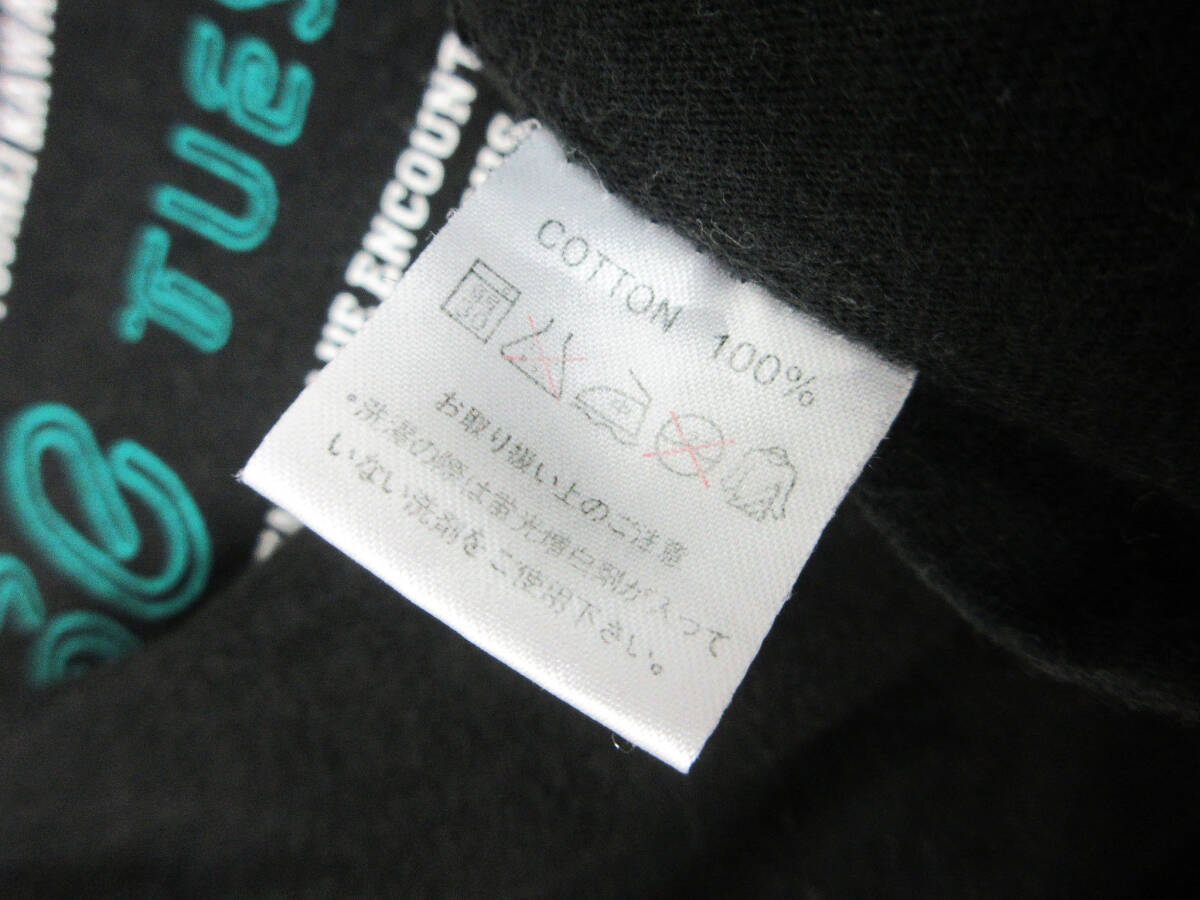 COTTON 100%
お取り扱い上のご注意
・洗濯の際は蛍光増白剤が入って
いない洗剤をご使用下さい。
TUES
ENCOUNT